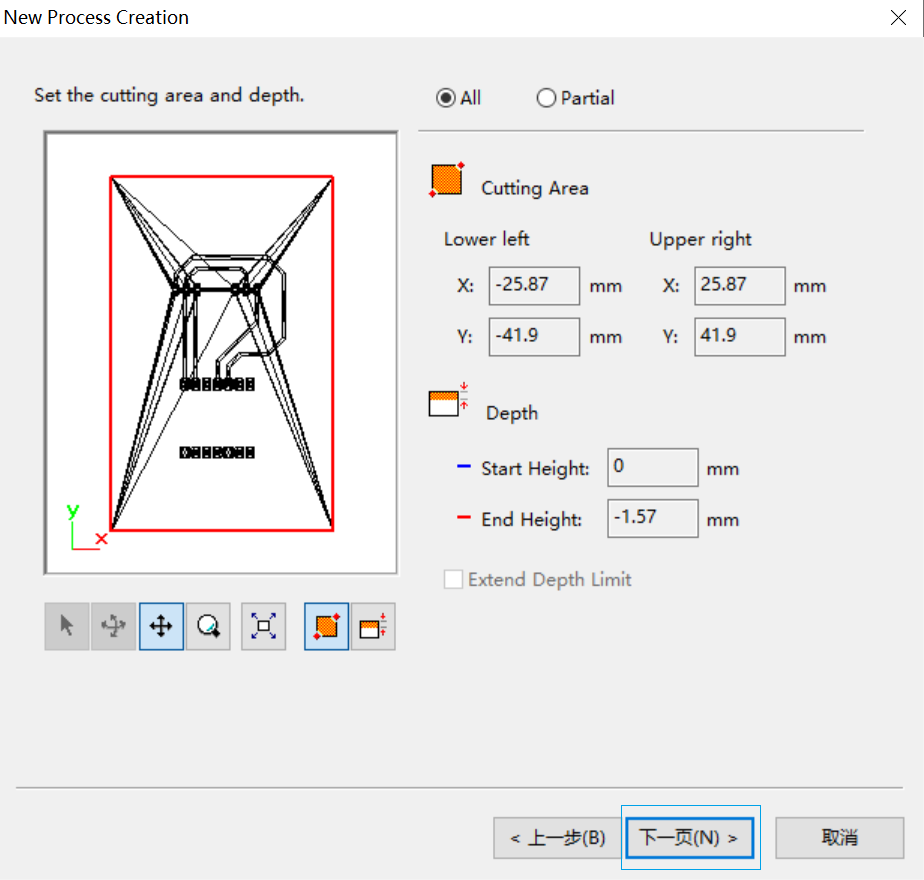 New Process Creation
Set the cutting area and depth.
All Partial
Cutting Area
Lower left Upper right
X: -25.87 mm X: 25.87 mm
Y: -41.9 mm Y: 41.9 mm
Depth
Start Height: 0 mm
End Height: -1.57 mm
Extend Depth Limit
y
x
< 上一步(B) 下一页(N) > 取消